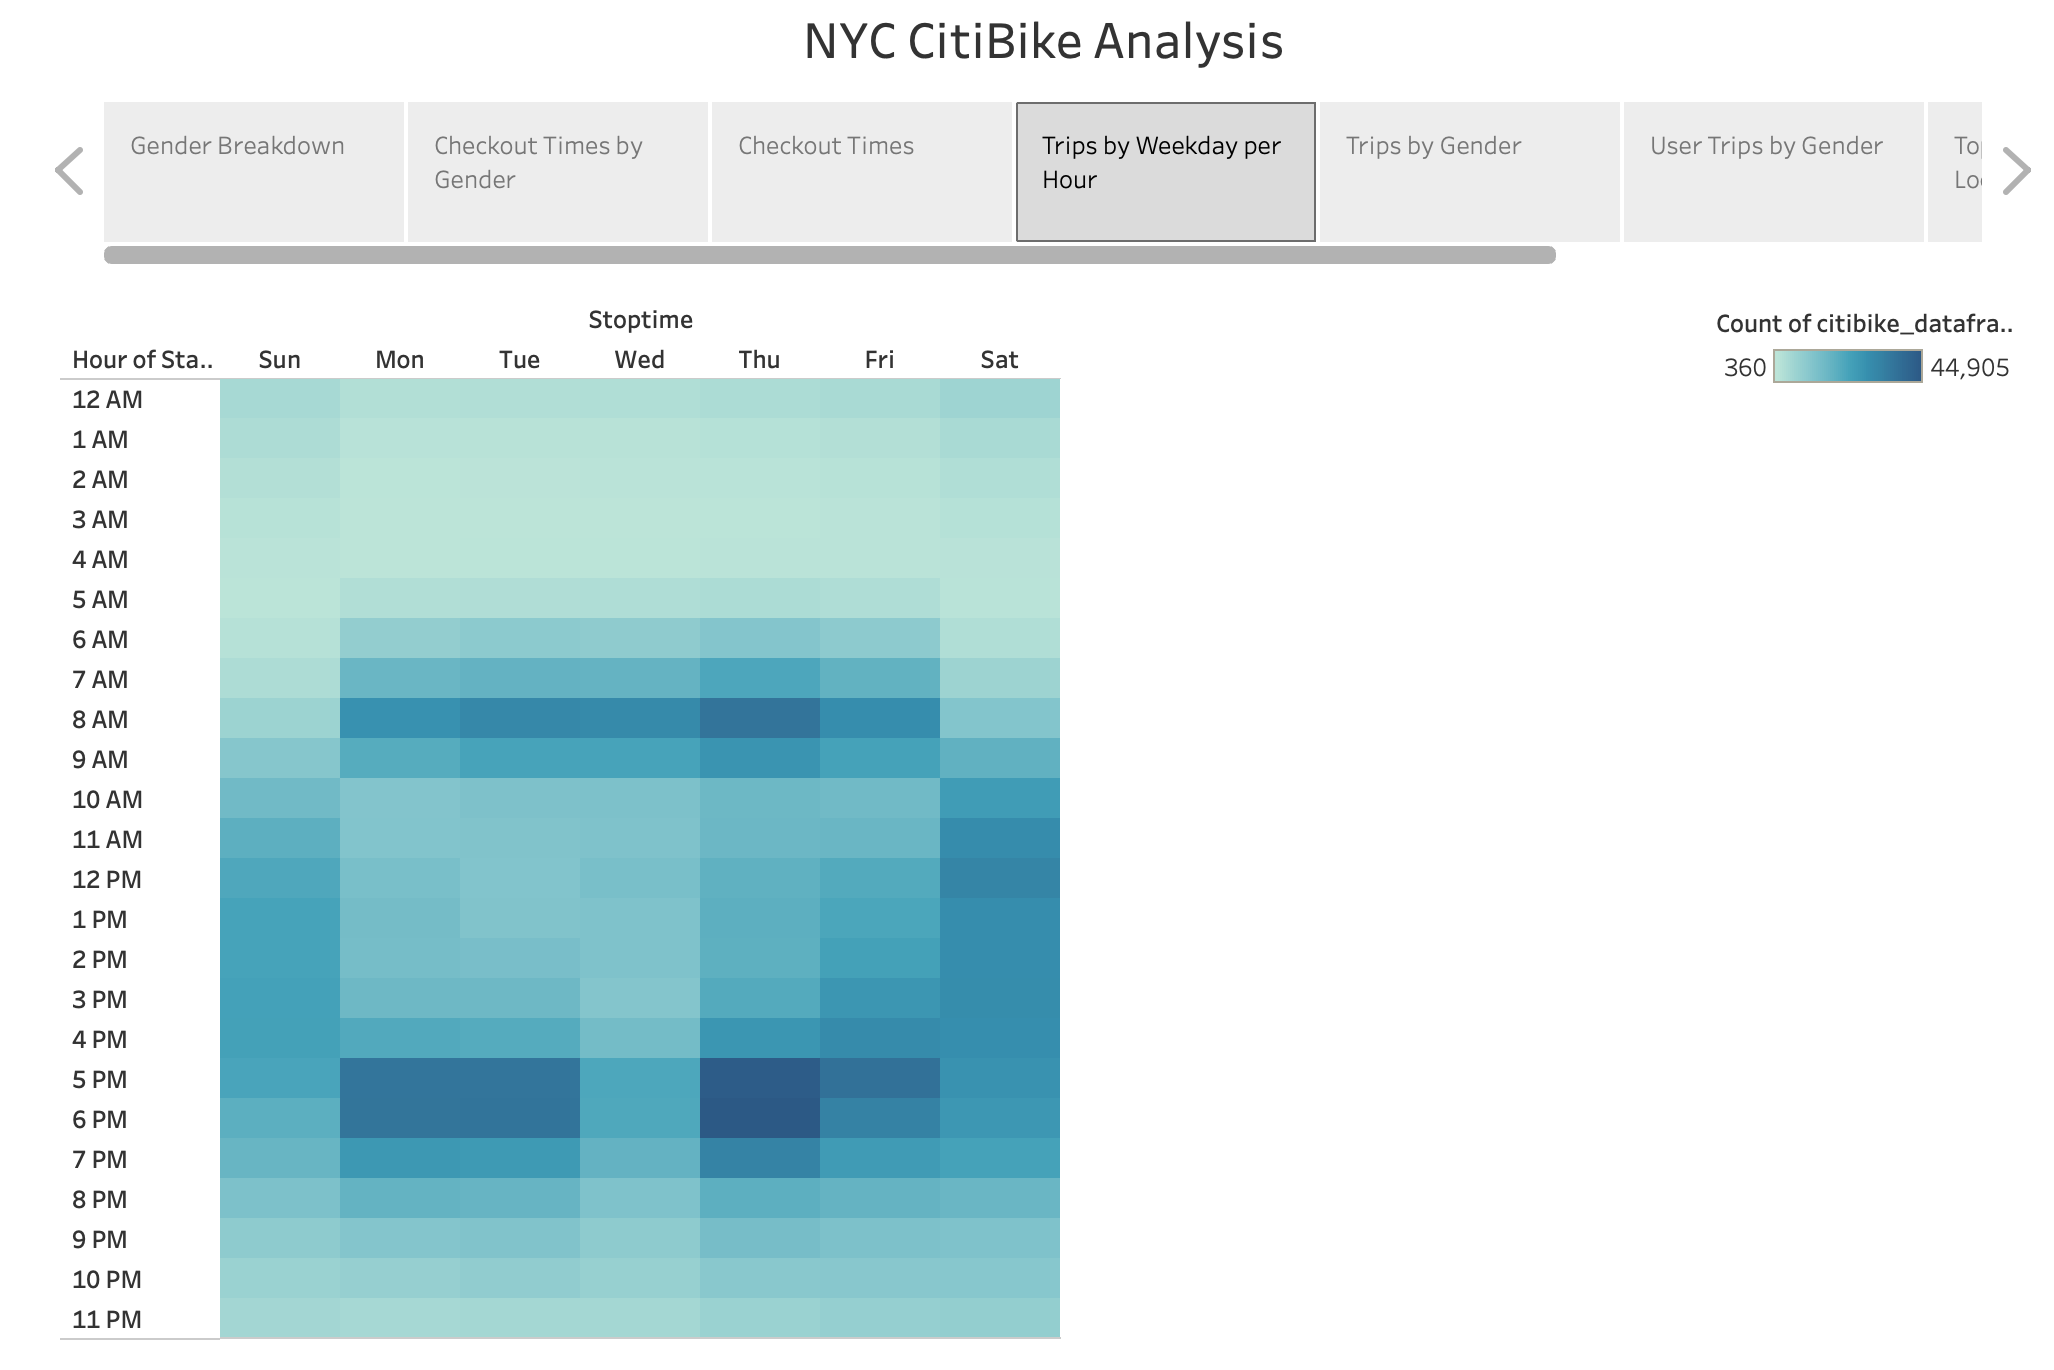 NYC CitiBike Analysis
Gender Breakdown
Checkout Times by
Gender
Checkout Times
Trips by Weekday per
Hour
Trips by Gender
User Trips by Gender
Stoptime
Count of citibike_datafra..
360 44,905
Hour of Sta.. Sun Mon Tue Wed Thu Fri Sat
12 AM
1 AM
2 AM
3 AM
4 AM
5 AM
6 AM
7 AM
8 AM
9 AM
10 AM
11 AM
12 PM
1 PM
2 PM
3 PM
4 PM
5 PM
6 PM
7 PM
8 PM
9 PM
10 PM
11 PM